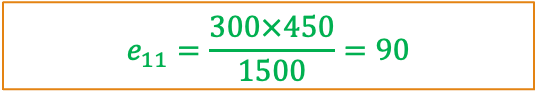 e₁₁ = 300×450/1500 = 90